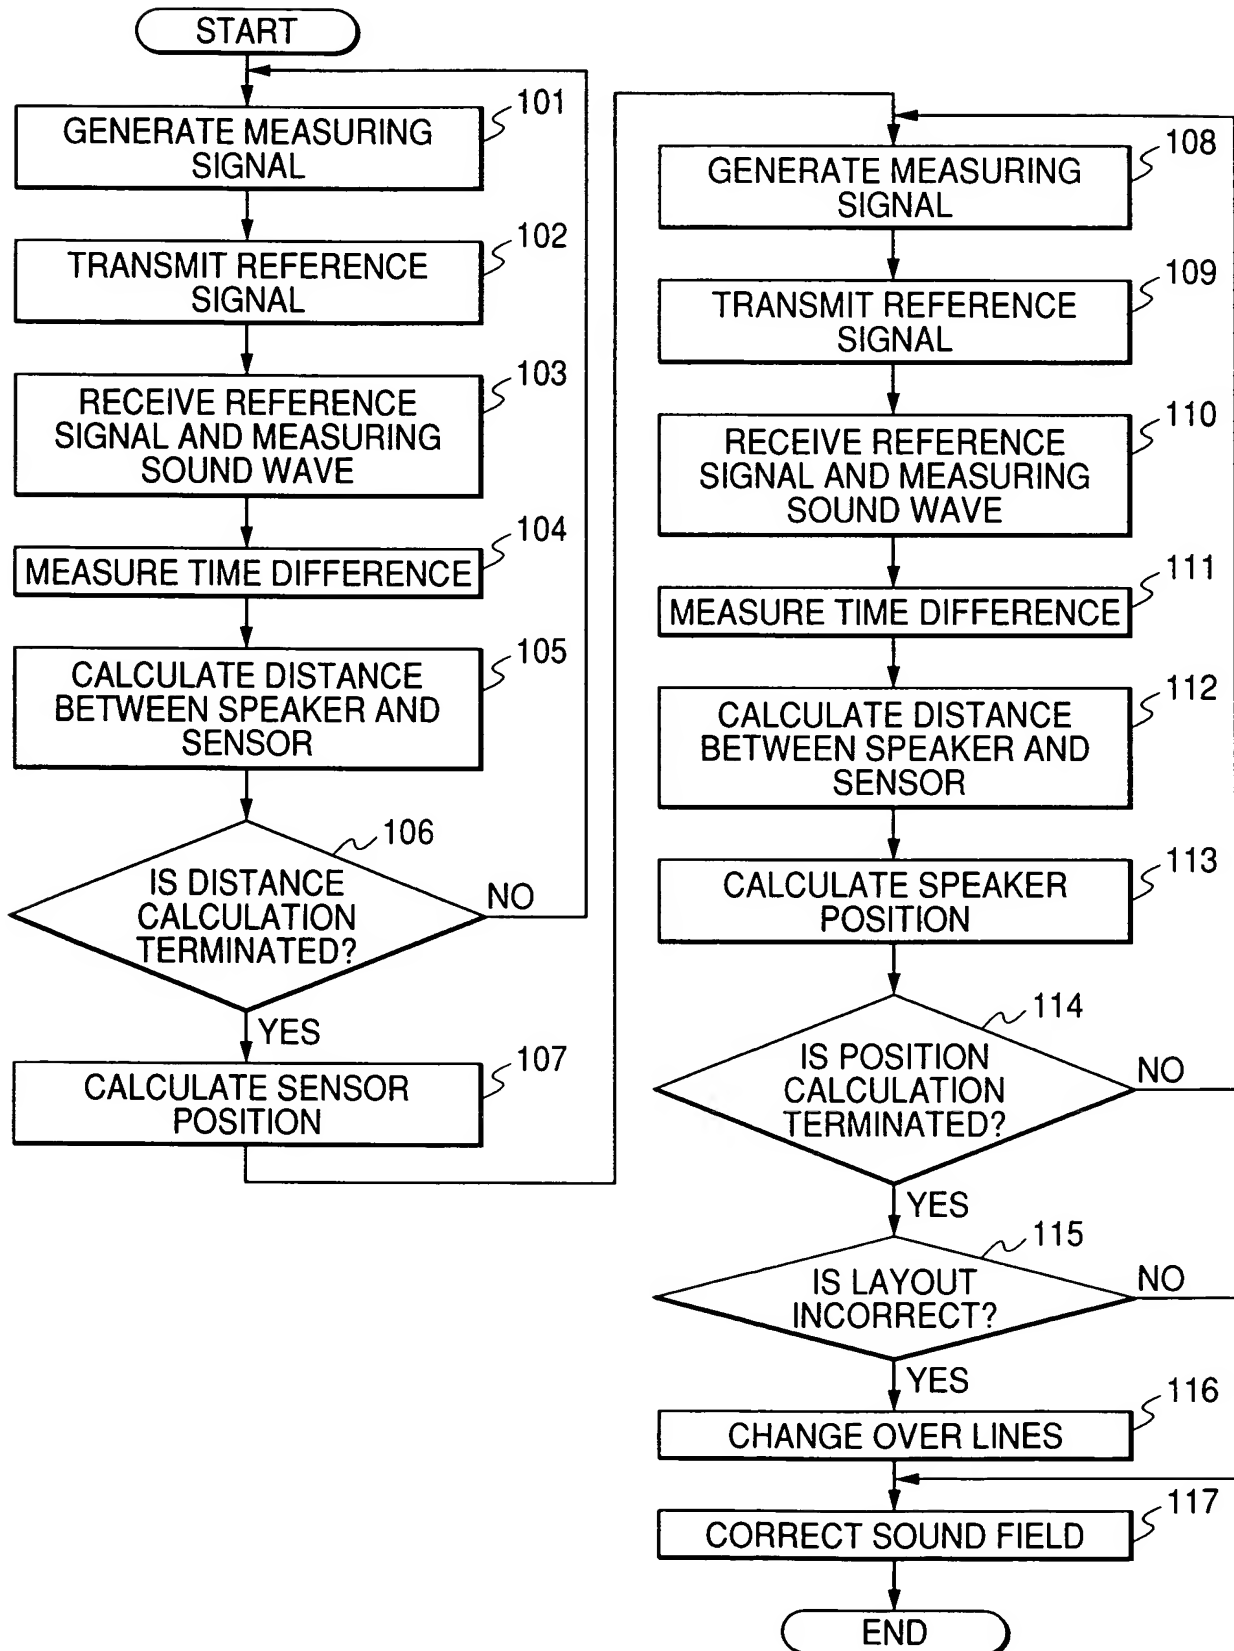 START
101
GENERATE MEASURING
SIGNAL
102
TRANSMIT REFERENCE
SIGNAL
103
RECEIVE REFERENCE
SIGNAL AND MEASURING
SOUND WAVE
104
MEASURE TIME DIFFERENCE
105
CALCULATE DISTANCE
BETWEEN SPEAKER AND
SENSOR
106
IS DISTANCE
CALCULATION
TERMINATED?
NO
YES
107
CALCULATE SENSOR
POSITION
108
GENERATE MEASURING
SIGNAL
109
TRANSMIT REFERENCE
SIGNAL
110
RECEIVE REFERENCE
SIGNAL AND MEASURING
SOUND WAVE
111
MEASURE TIME DIFFERENCE
112
CALCULATE DISTANCE
BETWEEN SPEAKER AND
SENSOR
113
CALCULATE SPEAKER
POSITION
114
IS POSITION
CALCULATION
TERMINATED?
NO
YES
115
IS LAYOUT
INCORRECT?
NO
YES
116
CHANGE OVER LINES
117
CORRECT SOUND FIELD
END